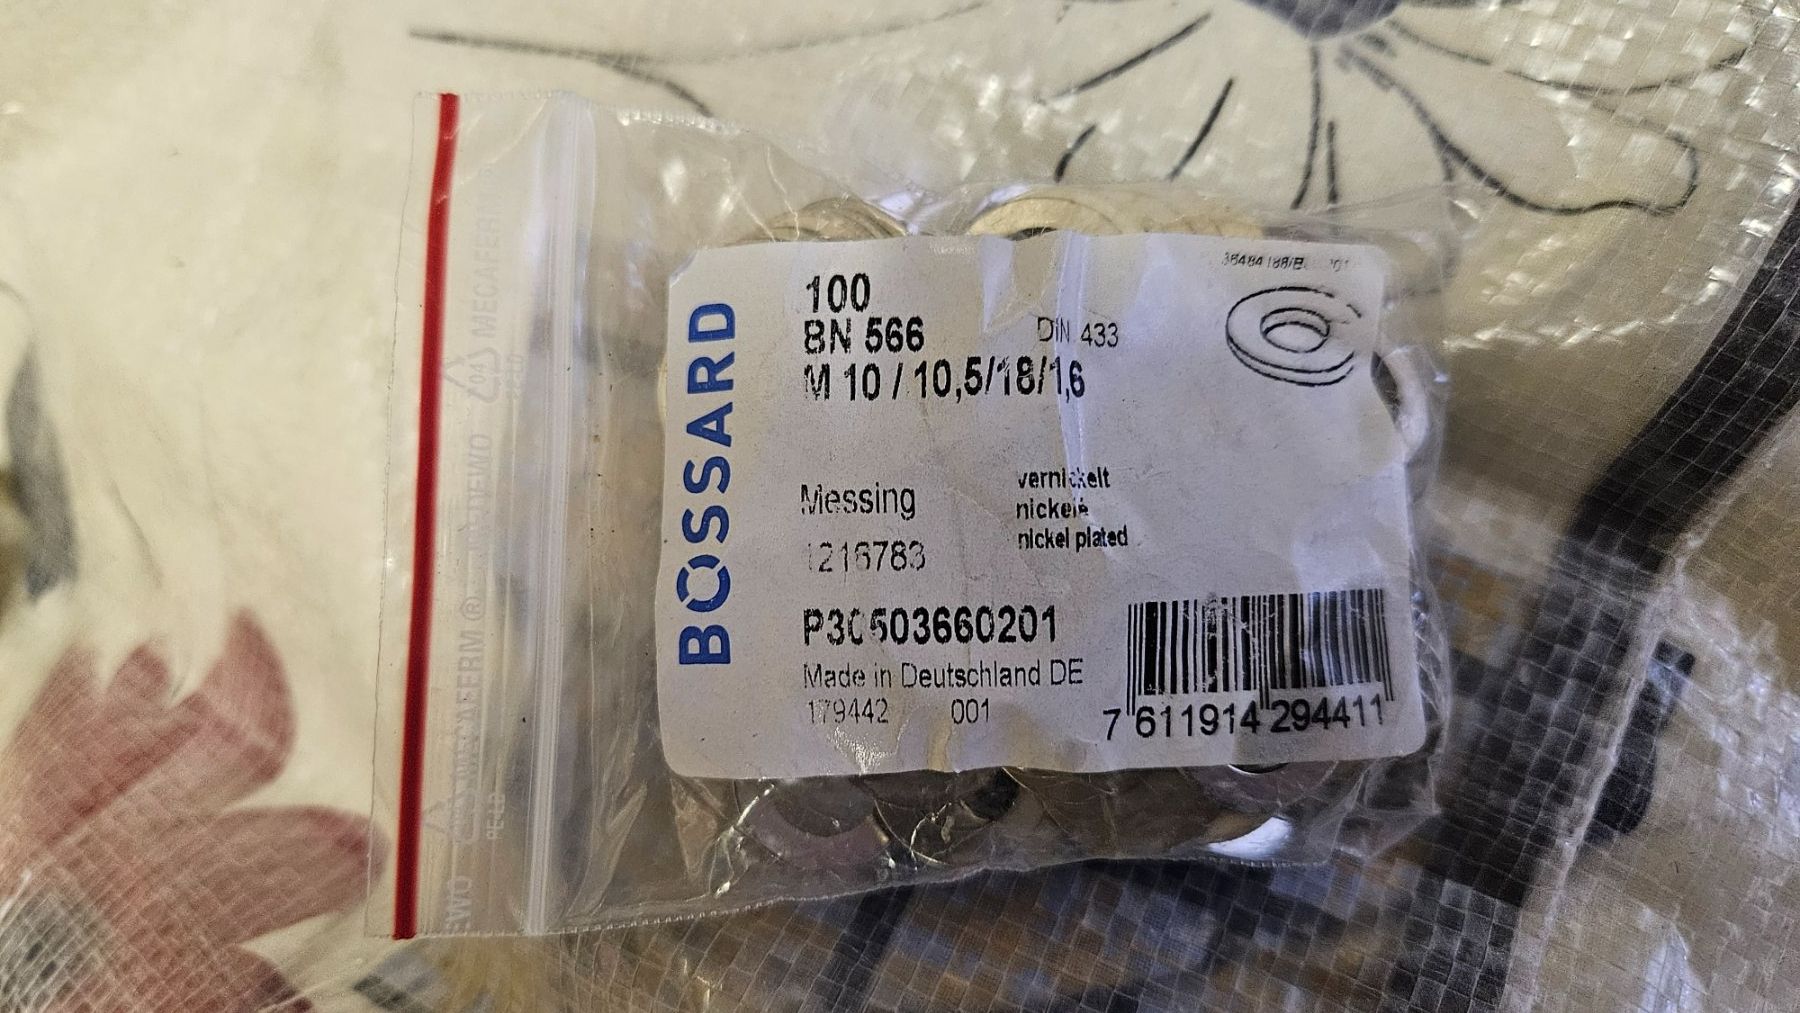 BOSSARD
100
BN 566 DIN 433
M 10 / 10,5/18/1,6
Messing
vernickelt
nickelé
nickel plated
1216783
P30503660201
Made in Deutschland DE
179442 001
7 611914 294411
MECAFERM ®